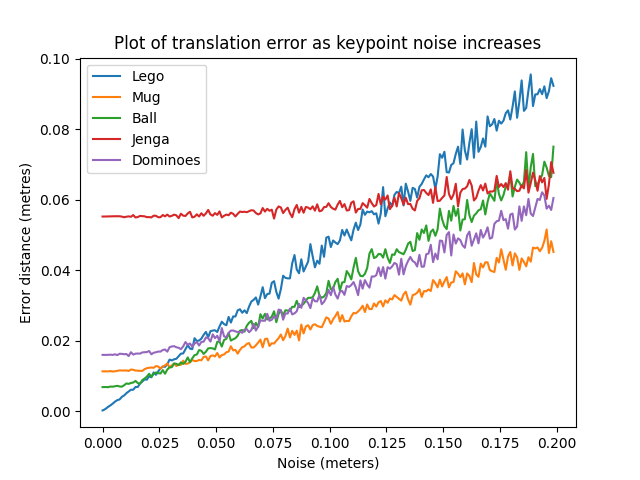 Plot of translation error as keypoint noise increases
Error distance (metres)
0.10
0.08
0.06
0.04
0.02
0.00
Lego
Mug
Ball
Jenga
Dominoes
0.000 0.025 0.050 0.075 0.100 0.125 0.150 0.175 0.200
Noise (meters)